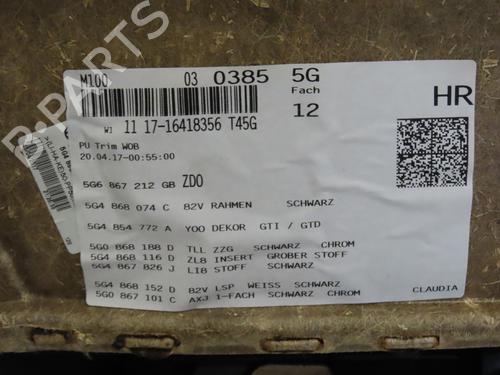 M100
03 0385 5G
Fach
12
HR
WI 11 17-16418356 T45G
PU Trim WOB
20.04.17-00:55:00
5G6 867 212 GB ZDO
5G4 868 074 C 82V RAHMEN SCHWARZ
5G4 854 772 A YOO DEKOR GTI / GTD
5G0 868 188 D TLL ZZG SCHWARZ CHROM
5G4 868 116 D ZL8 INSERT GROBER STOFF
5G4 867 826 J LI8 STOFF SCHWARZ
5G4 868 152 D 82V LSP WEISS SCHWARZ
5G0 867 101 C AXJ 1-FACH SCHWARZ CHROM
CLAUDIA
B-PARTS